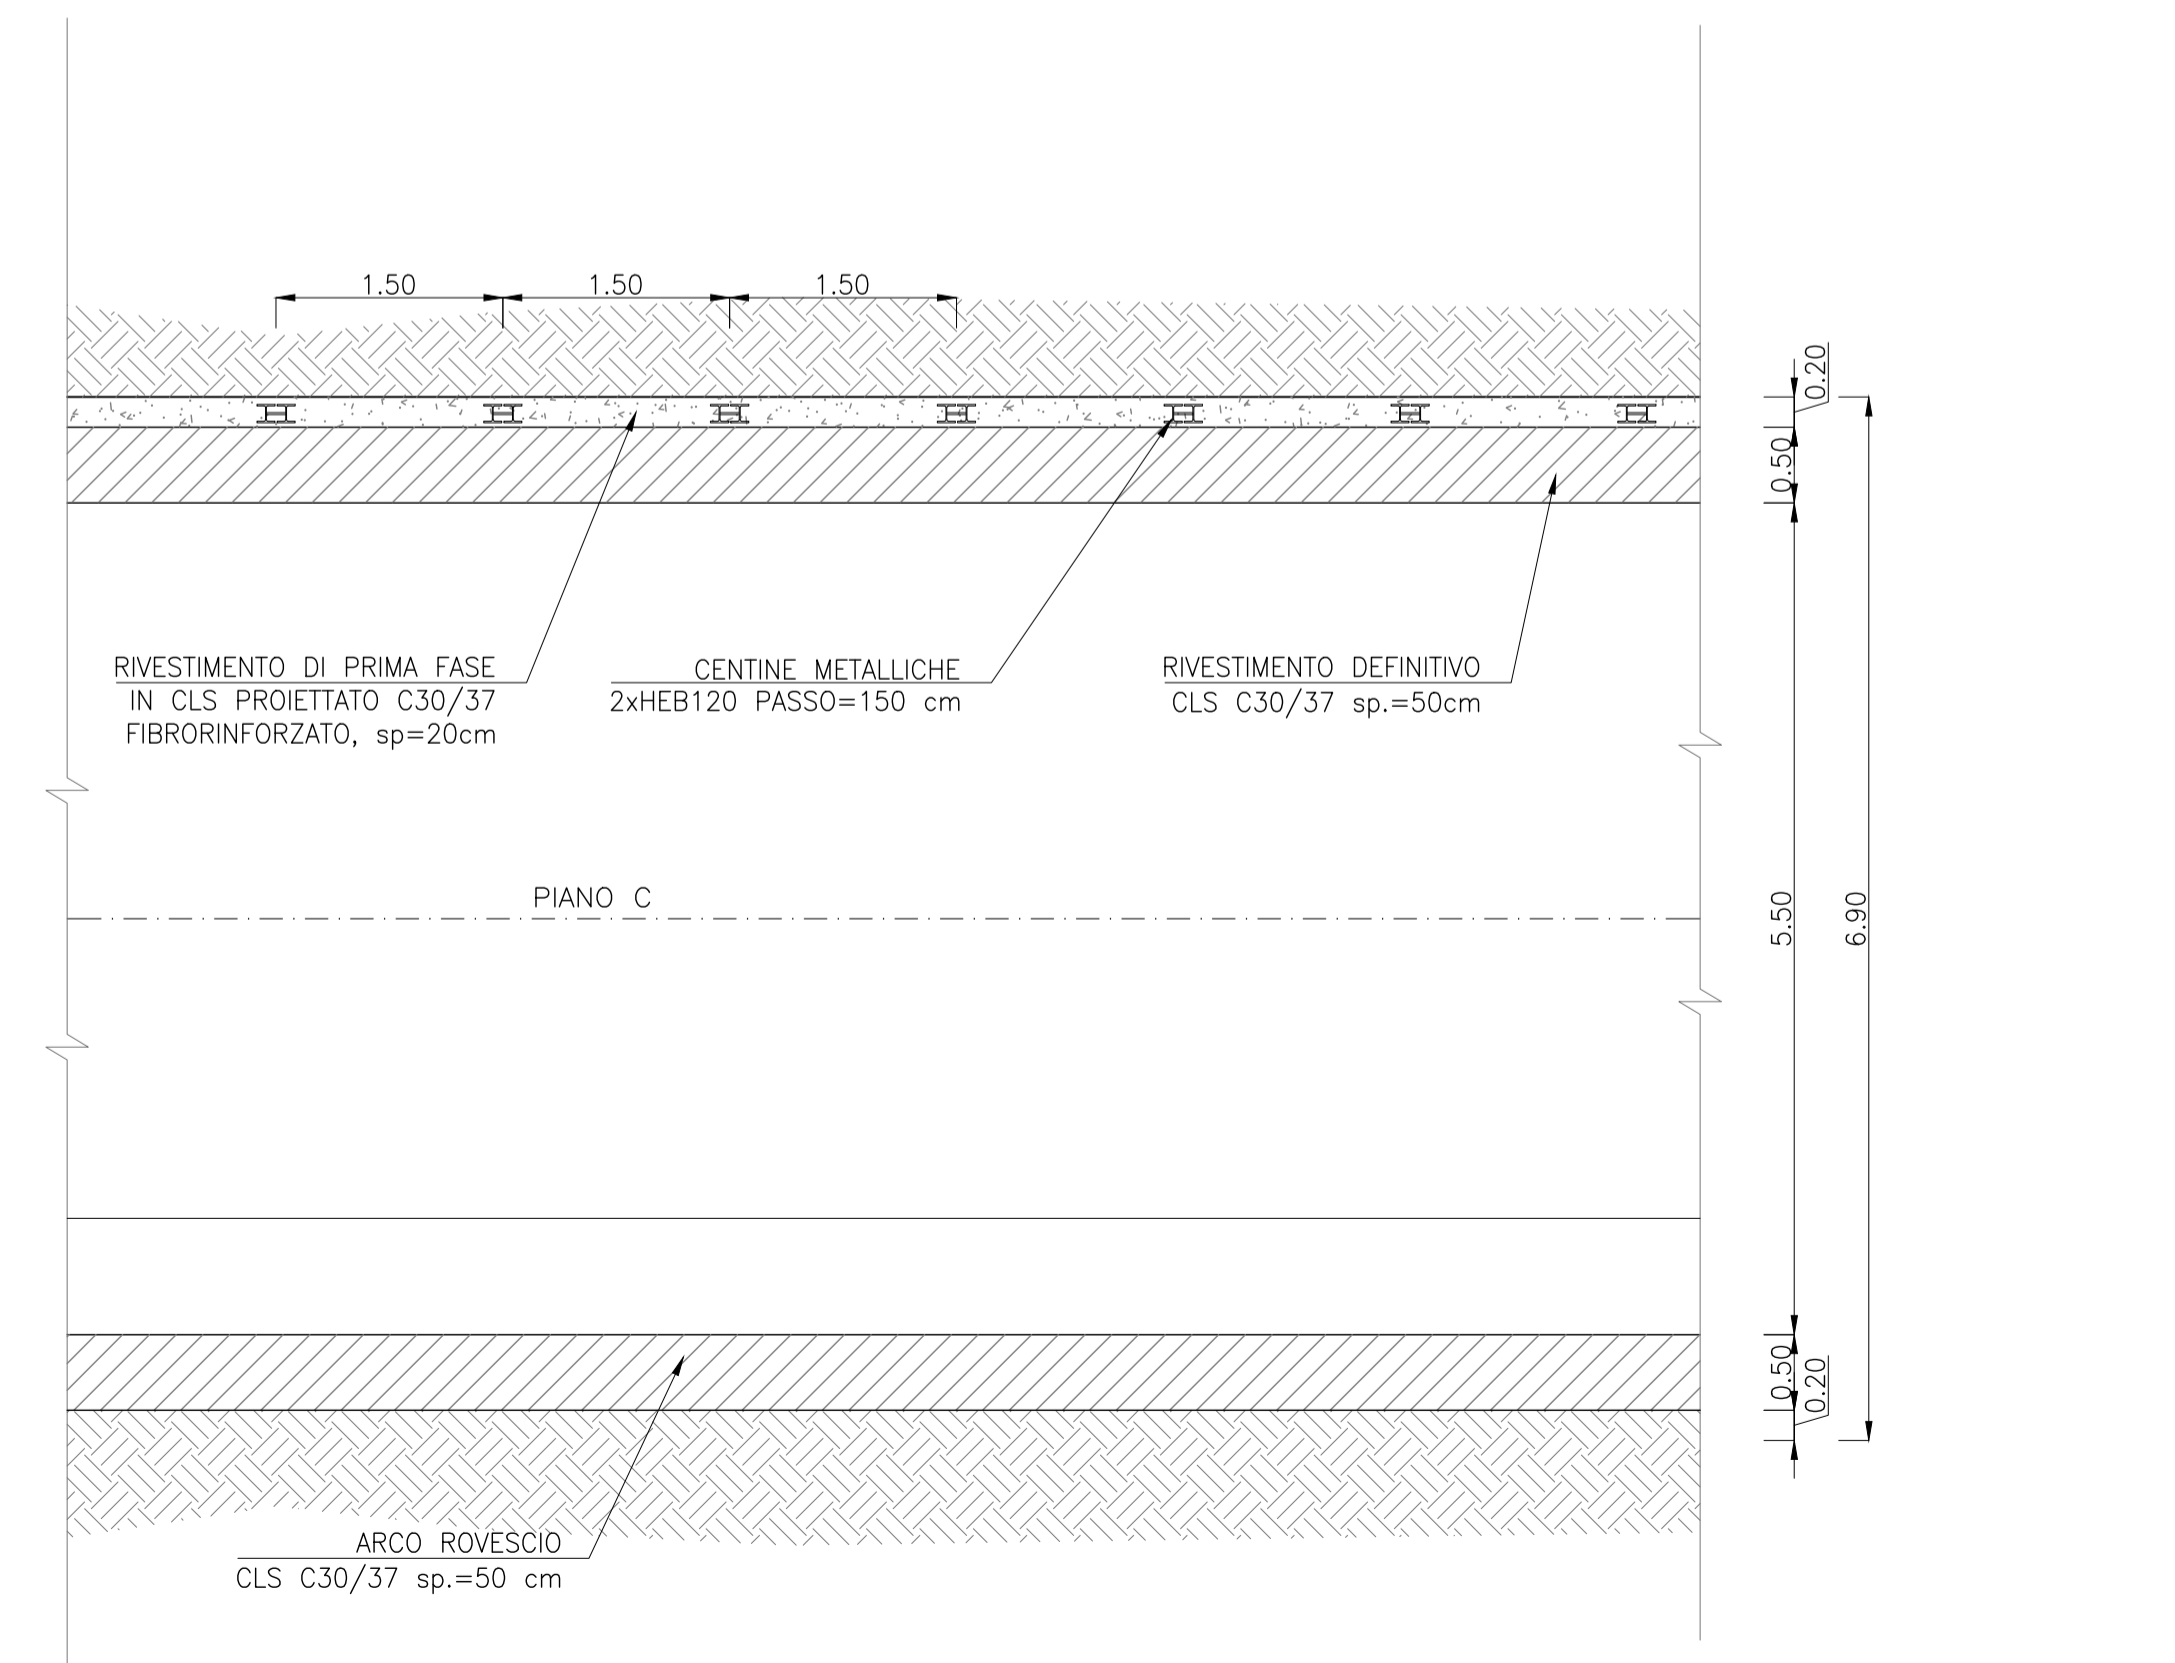 1.50
1.50
1.50
0.20
0.50
RIVESTIMENTO DI PRIMA FASE
IN CLS PROIETTATO C30/37
FIBRORINFORZATO, sp=20cm
CENTINE METALLICHE
2xHEB120 PASSO=150 cm
RIVESTIMENTO DEFINITIVO
CLS C30/37 sp.=50cm
PIANO C
5.50
6.90
0.50
0.20
ARCO ROVESCIO
CLS C30/37 sp.=50 cm